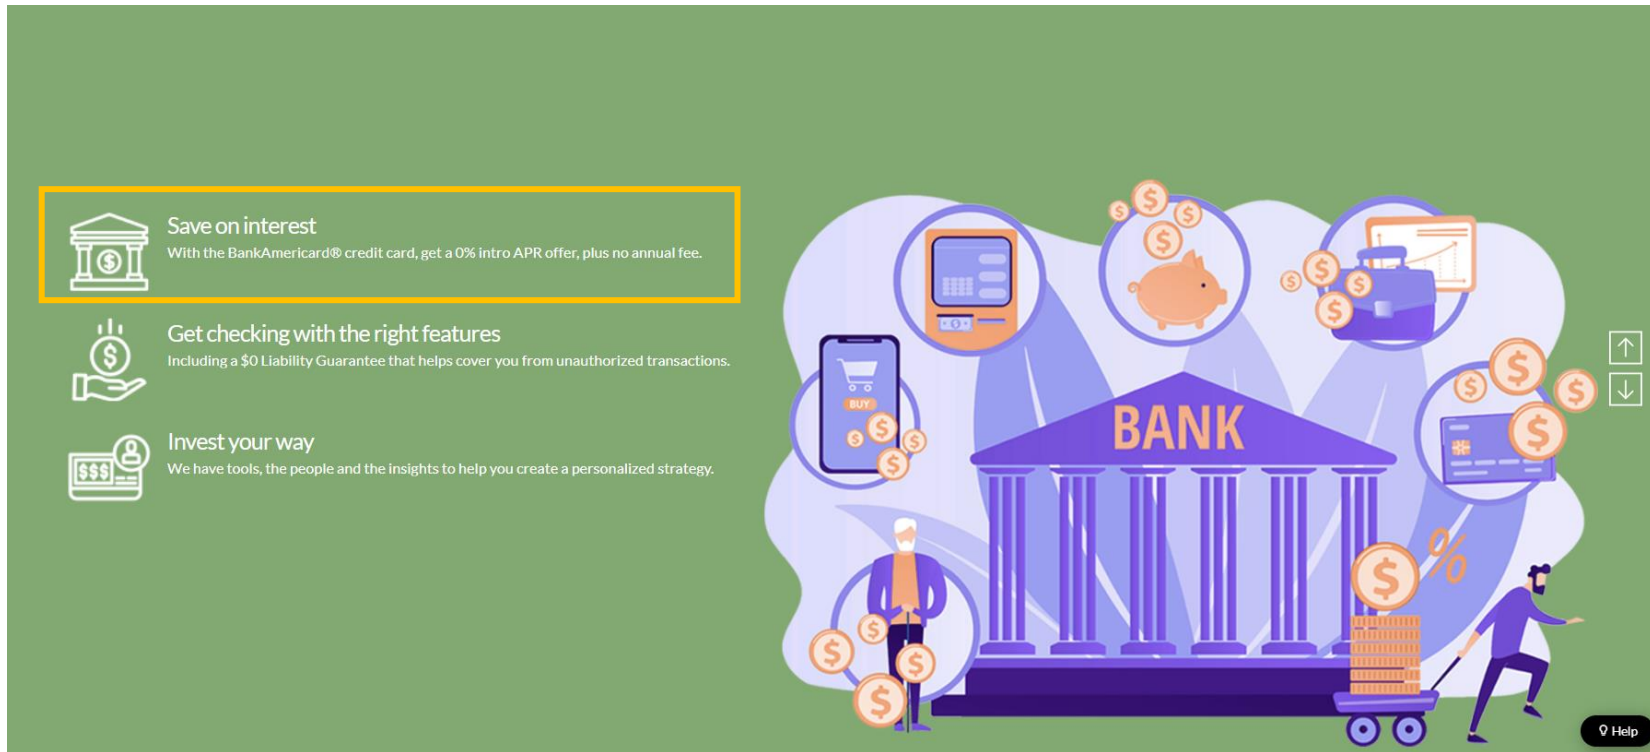 Save on interest
With the BankAmericard® credit card, get a 0% intro APR offer, plus no annual fee.
Get checking with the right features
Including a $0 Liability Guarantee that helps cover you from unauthorized transactions.
Invest your way
We have tools, the people and the insights to help you create a personalized strategy.
$
$
$$$
BUY
BANK
%
Help